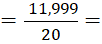 = 11,999/20 =